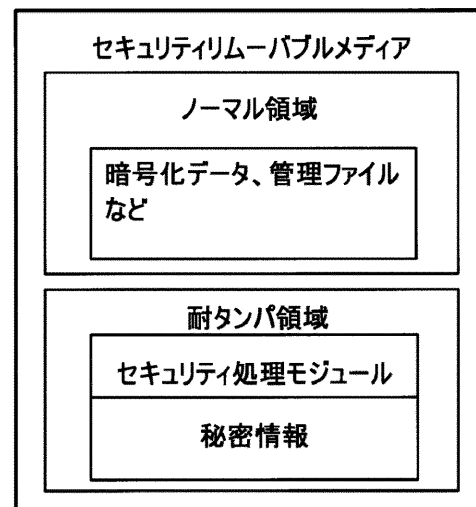 セキュリティリムーバブルメディア
ノーマル領域
暗号化データ、管理ファイル
など
耐タンパ領域
セキュリティ処理モジュール
秘密情報